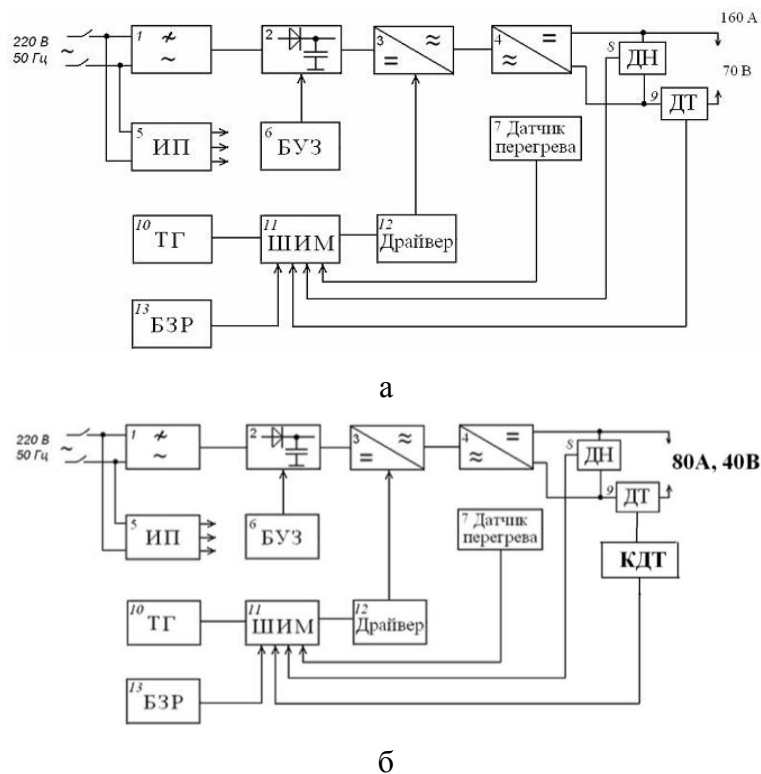 160 А
220 В
50 Гц
~
1
≁
~
2
3
≈
=
4
=
≈
8
ДН
70 В
9
ДТ
5
ИП
6
БУЗ
7 Датчик
перегрева
10
ТГ
11
ШИМ
12
Драйвер
13
БЗР
а
220 В
50 Гц
~
1
≁
~
2
3
≈
=
4
=
≈
8
ДН
80А, 40В
9
ДТ
5
ИП
6
БУЗ
7 Датчик
перегрева
КДТ
10
ТГ
11
ШИМ
12
Драйвер
13
БЗР
б